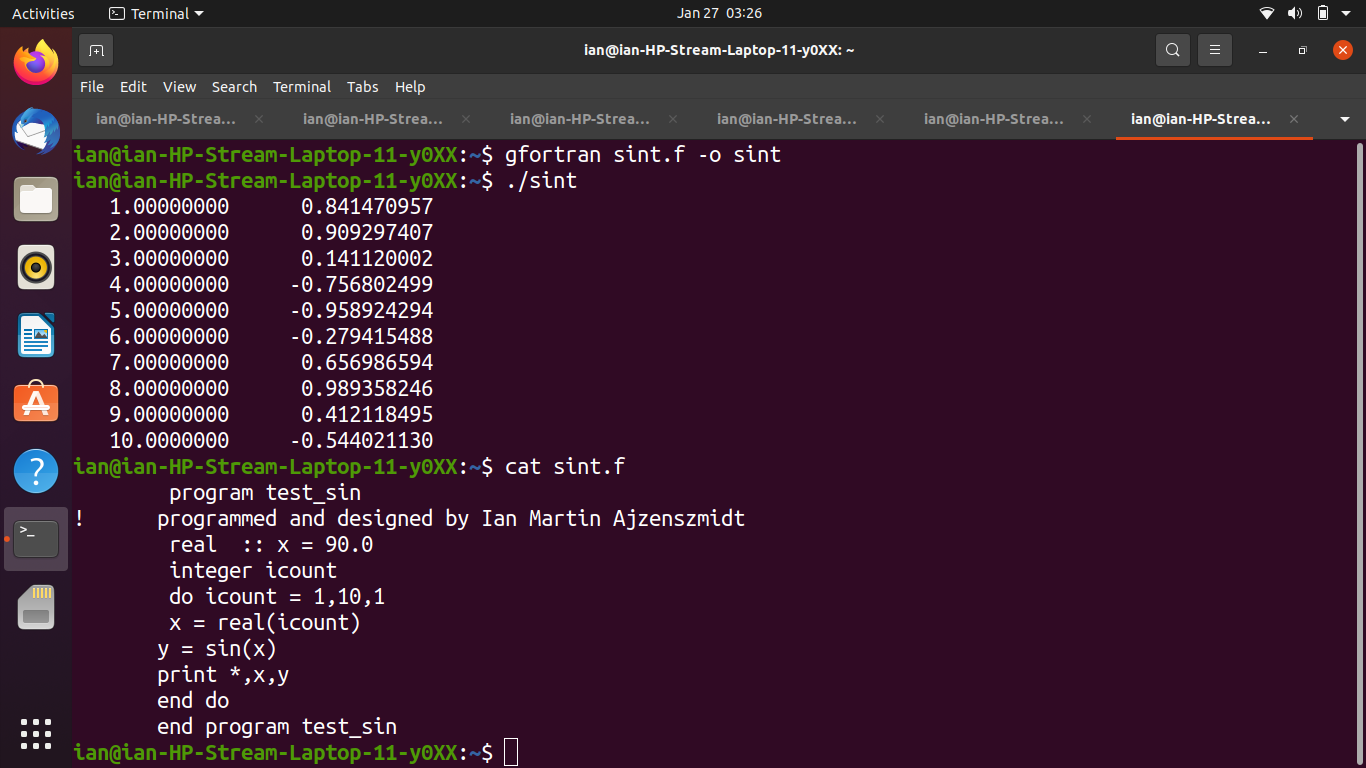 Activities Terminal Jan 27 03:26
ian@ian-HP-Stream-Laptop-11-y0XX: ~
File Edit View Search Terminal Tabs Help
ian@ian-HP-Strea... ian@ian-HP-Strea... ian@ian-HP-Strea... ian@ian-HP-Strea... ian@ian-HP-Strea... ian@ian-HP-Strea...
ian@ian-HP-Stream-Laptop-11-y0XX:~$ gfortran sint.f -o sint
ian@ian-HP-Stream-Laptop-11-y0XX:~$ ./sint
   1.00000000      0.841470957
   2.00000000      0.909297407
   3.00000000      0.141120002
   4.00000000     -0.756802499
   5.00000000     -0.958924294
   6.00000000     -0.279415488
   7.00000000      0.656986594
   8.00000000      0.989358246
   9.00000000      0.412118495
   10.0000000     -0.544021130
ian@ian-HP-Stream-Laptop-11-y0XX:~$ cat sint.f
        program test_sin
!      programmed and designed by Ian Martin Ajzenszmidt
        real  :: x = 90.0
        integer icount
        do icount = 1,10,1
        x = real(icount)
       y = sin(x)
       print *,x,y
       end do
       end program test_sin
ian@ian-HP-Stream-Laptop-11-y0XX:~$